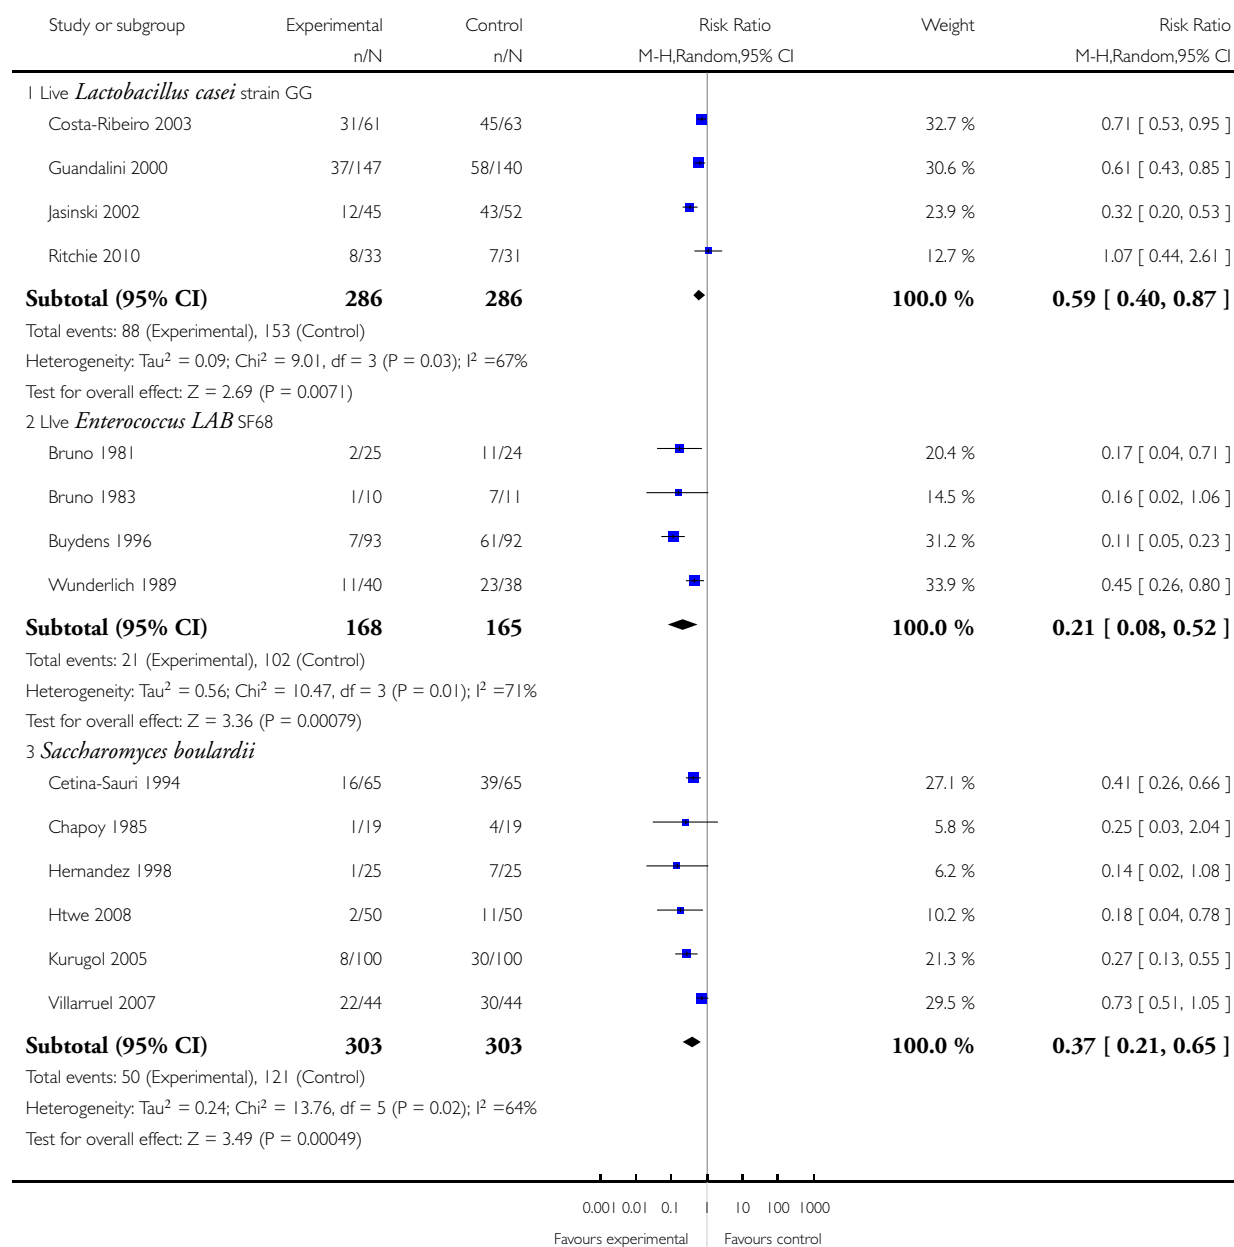 Study or subgroup Experimental Control Risk Ratio Weight Risk Ratio
n/N n/N M-H,Random,95% CI M-H,Random,95% CI
1 Live Lactobacillus casei strain GG
Costa-Ribeiro 2003 31/61 45/63 32.7 % 0.71 [ 0.53, 0.95 ]
Guandalini 2000 37/147 58/140 30.6 % 0.61 [ 0.43, 0.85 ]
Jasinski 2002 12/45 43/52 23.9 % 0.32 [ 0.20, 0.53 ]
Ritchie 2010 8/33 7/31 12.7 % 1.07 [ 0.44, 2.61 ]
Subtotal (95% CI) 286 286 100.0 % 0.59 [ 0.40, 0.87 ]
Total events: 88 (Experimental), 153 (Control)
Heterogeneity: Tau² = 0.09; Chi² = 9.01, df = 3 (P = 0.03); I² =67%
Test for overall effect: Z = 2.69 (P = 0.0071)
2 LIve Enterococcus LAB SF68
Bruno 1981 2/25 11/24 20.4 % 0.17 [ 0.04, 0.71 ]
Bruno 1983 1/10 7/11 14.5 % 0.16 [ 0.02, 1.06 ]
Buydens 1996 7/93 61/92 31.2 % 0.11 [ 0.05, 0.23 ]
Wunderlich 1989 11/40 23/38 33.9 % 0.45 [ 0.26, 0.80 ]
Subtotal (95% CI) 168 165 100.0 % 0.21 [ 0.08, 0.52 ]
Total events: 21 (Experimental), 102 (Control)
Heterogeneity: Tau² = 0.56; Chi² = 10.47, df = 3 (P = 0.01); I² =71%
Test for overall effect: Z = 3.36 (P = 0.00079)
3 Saccharomyces boulardii
Cetina-Sauri 1994 16/65 39/65 27.1 % 0.41 [ 0.26, 0.66 ]
Chapoy 1985 1/19 4/19 5.8 % 0.25 [ 0.03, 2.04 ]
Hernandez 1998 1/25 7/25 6.2 % 0.14 [ 0.02, 1.08 ]
Htwe 2008 2/50 11/50 10.2 % 0.18 [ 0.04, 0.78 ]
Kurugol 2005 8/100 30/100 21.3 % 0.27 [ 0.13, 0.55 ]
Villarruel 2007 22/44 30/44 29.5 % 0.73 [ 0.51, 1.05 ]
Subtotal (95% CI) 303 303 100.0 % 0.37 [ 0.21, 0.65 ]
Total events: 50 (Experimental), 121 (Control)
Heterogeneity: Tau² = 0.24; Chi² = 13.76, df = 5 (P = 0.02); I² =64%
Test for overall effect: Z = 3.49 (P = 0.00049)
0.001 0.01 0.1 1 10 100 1000
Favours experimental Favours control